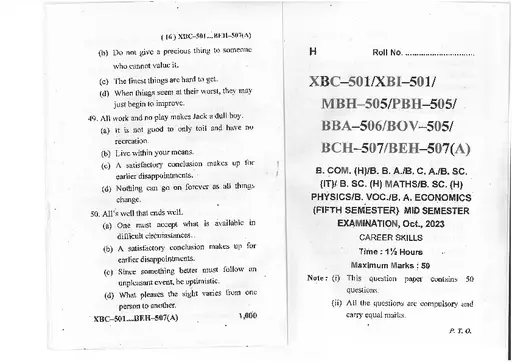 ( 16 ) XBC–501....BEH–507(A)
(b) Do not give a precious thing to someone
who cannot value it.
(c) The finest things are hard to get.
(d) When things seem at their worst, they may
just begin to improve.
49. All work and no play makes Jack a dull boy.
(a) It is not good to only toil and have no
recreation.
(b) Live within your means.
(c) A satisfactory conclusion makes up for
earlier disappointments.
(d) Nothing can go on forever as all things
change.
50. All's well that ends well.
(a) One must accept what is available in
difficult circumstances.
(b) A satisfactory conclusion makes up for
earlier disappointments.
(c) Since something better must follow an
unpleasant event, be optimistic.
(d) What pleases the sight varies from one
person to another.
XBC–501....BEH–507(A) 1,000
H Roll No. ..............................
XBC–501/XBI–501/
MBH–505/PBH–505/
BBA–506/BOV–505/
BCH–507/BEH–507(A)
B. COM. (H)/B. B. A./B. C. A./B. SC.
(IT)/ B. SC. (H) MATHS/B. SC. (H)
PHYSICS/B. VOC./B. A. ECONOMICS
(FIFTH SEMESTER) MID SEMESTER
EXAMINATION, Oct., 2023
CAREER SKILLS
Time : 1½ Hours
Maximum Marks : 50
Note : (i) This question paper contains 50
questions.
(ii) All the questions are compulsory and
carry equal marks.
P. T. O.